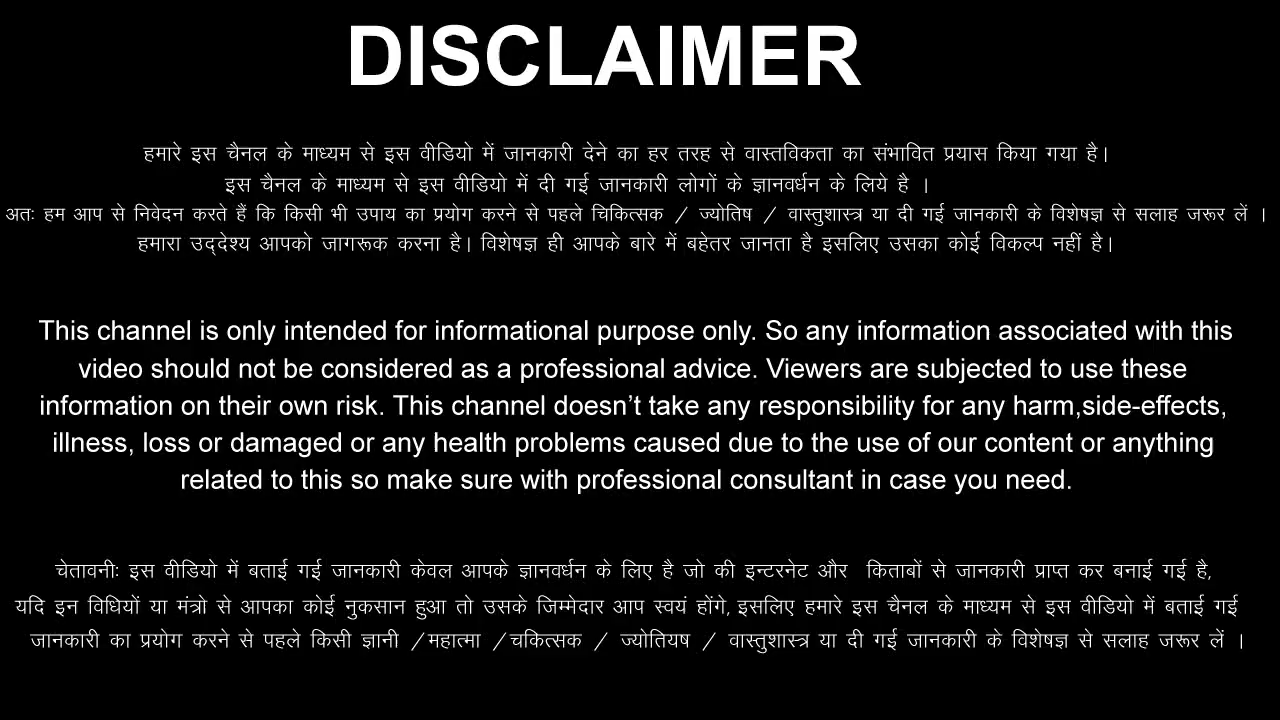 DISCLAIMER
हमारे इस चैनल के माध्यम से इस वीडियो में जानकारी देने का हर तरह से वास्तविकता का संभावित प्रयास किया गया है।
इस चैनल के माध्यम से इस वीडियो में दी गई जानकारी लोगों के ज्ञानवर्धन के लिये है ।
अतः हम आप से निवेदन करते हैं कि किसी भी उपाय का प्रयोग करने से पहले चिकित्सक / ज्योतिष / वास्तुशास्त्र या दी गई जानकारी के विशेषज्ञ से सलाह जरूर लें ।
हमारा उद्देश्य आपको जागरूक करना है। विशेषज्ञ ही आपके बारे में बहेतर जानता है इसलिए उसका कोई विकल्प नहीं है।
This channel is only intended for informational purpose only. So any information associated with this
video should not be considered as a professional advice. Viewers are subjected to use these
information on their own risk. This channel doesn’t take any responsibility for any harm,side-effects,
illness, loss or damaged or any health problems caused due to the use of our content or anything
related to this so make sure with professional consultant in case you need.
चेतावनीः इस वीडियो में बताई गई जानकारी केवल आपके ज्ञानवर्धन के लिए है जो की इन्टरनेट और किताबों से जानकारी प्राप्त कर बनाई गई है,
यदि इन विधियों या मंत्रो से आपका कोई नुकसान हुआ तो उसके जिम्मेदार आप स्वयं होंगे, इसलिए हमारे इस चैनल के माध्यम से इस वीडियो में बताई गई
जानकारी का प्रयोग करने से पहले किसी ज्ञानी /महात्मा /चकित्सक / ज्योतियष / वास्तुशास्त्र या दी गई जानकारी के विशेषज्ञ से सलाह जरूर लें ।